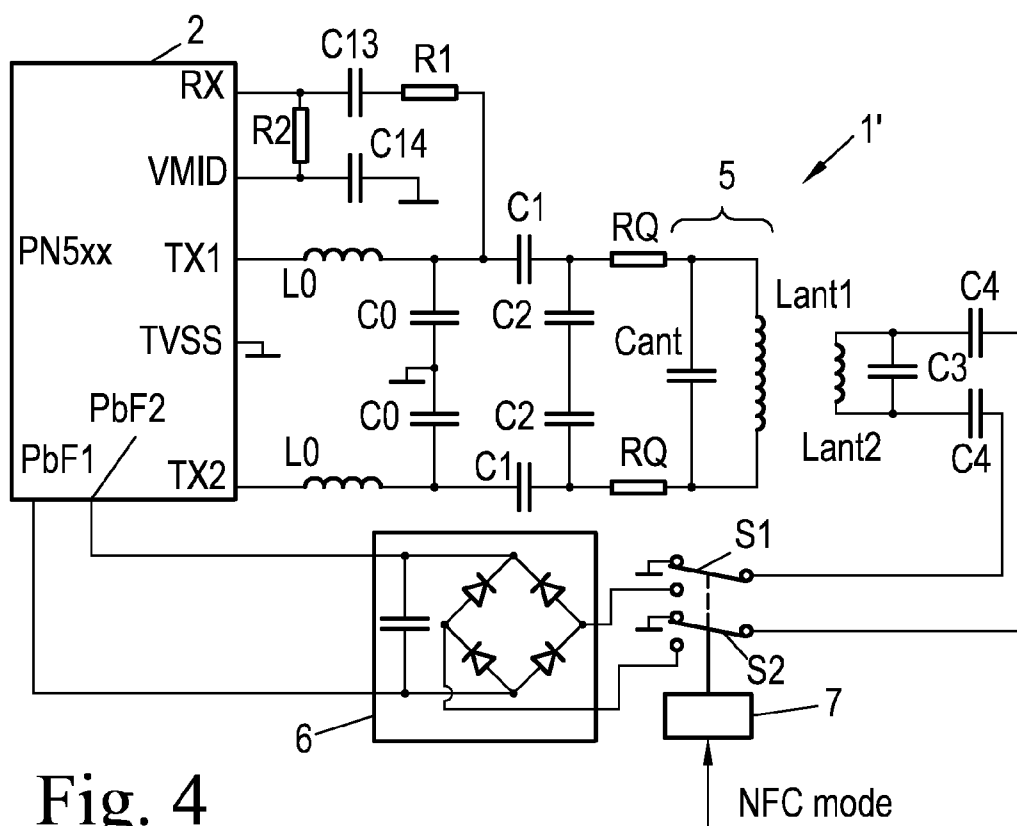 2
C13
R1
RX
R2
C14
1'
VMID
5
C1
RQ
PN5xx
TX1
L0
Lant1
C4
C0
C2
TVSS
Cant
C3
PbF2
C0
C2
Lant2
PbF1
L0
C4
TX2
C1
RQ
S1
S2
6
7
Fig. 4
NFC mode